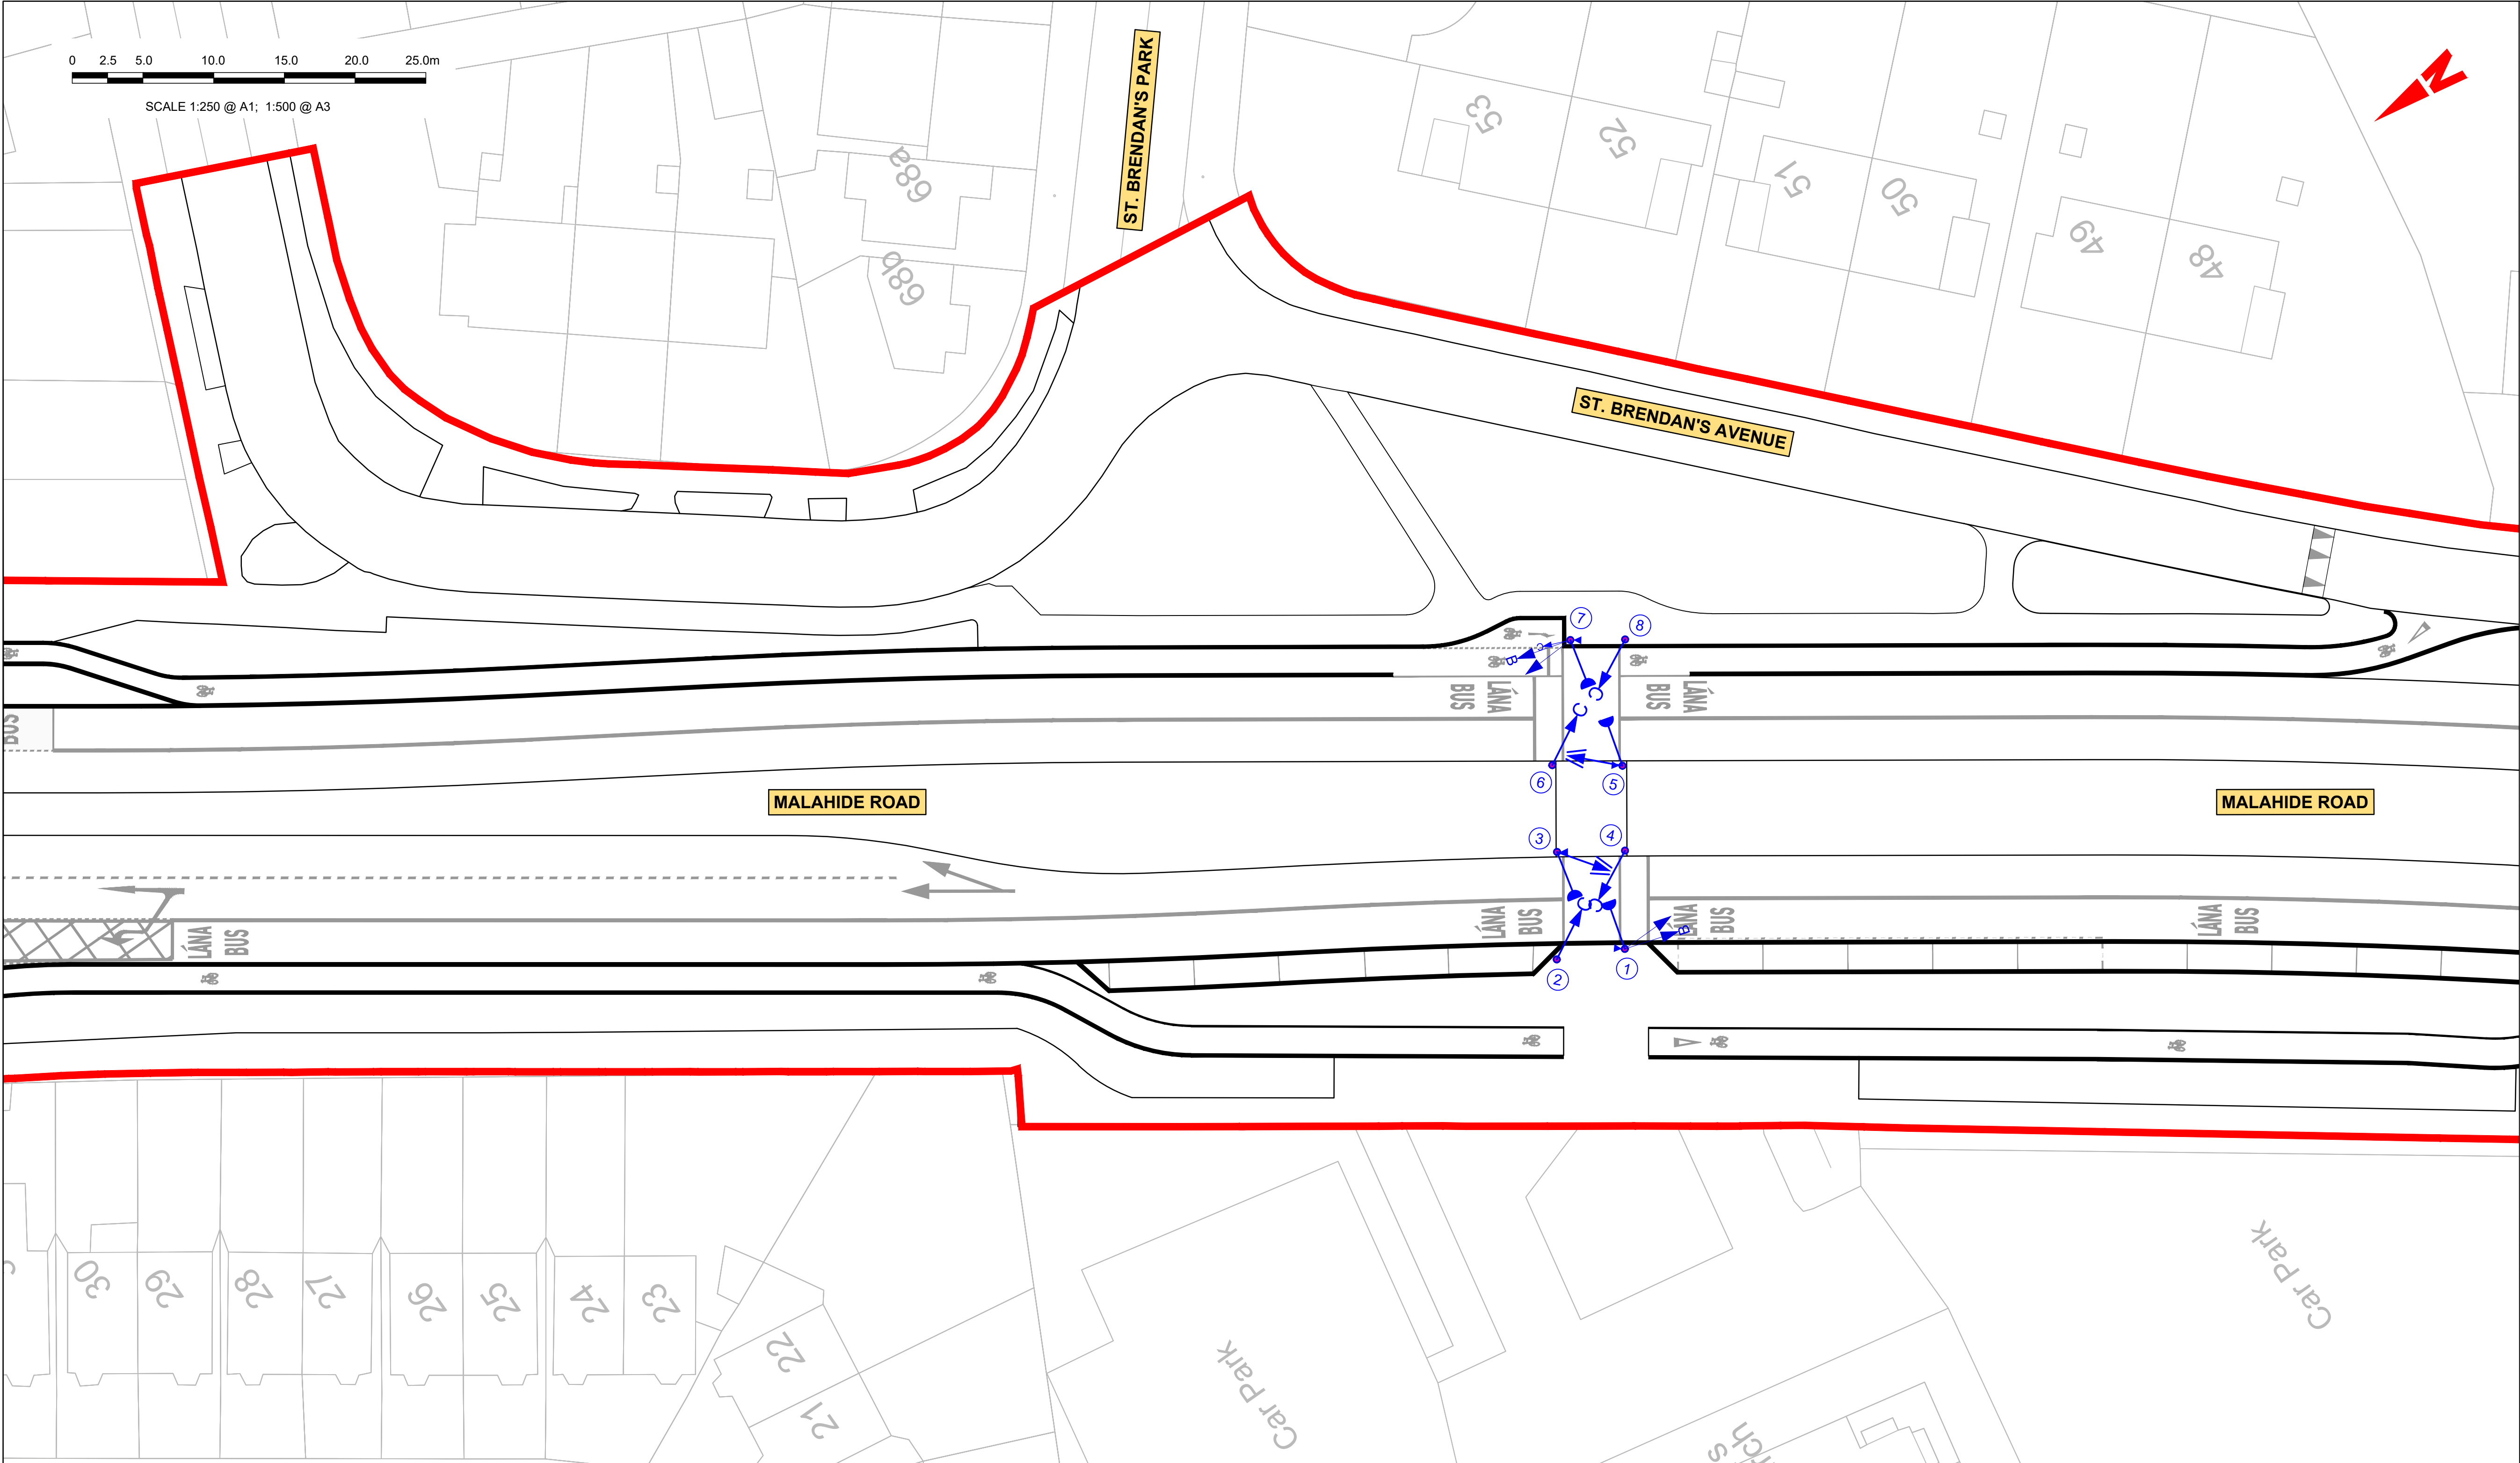 0 2.5 5.0 10.0 15.0 20.0 25.0m
SCALE 1:250 @ A1; 1:500 @ A3
N
ST. BRENDAN'S PARK
68a
68b
53
52
51
50
49
48
ST. BRENDAN'S AVENUE
7
8
B
C
C
C
BUS
LÁNA
BUS
LÁNA
BUS
6
5
MALAHIDE ROAD
MALAHIDE ROAD
3
4
C
C
B
LÁNA
BUS
LÁNA
BUS
LÁNA
BUS
LÁNA
BUS
2
1
30
29
28
27
26
25
24
23
22
21
Car Park
Car Park